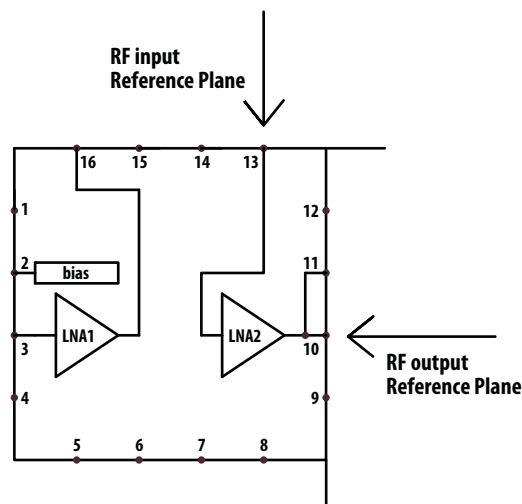 RF input
Reference Plane
16 15 14 13
1 12
2 bias 11
LNA1 LNA2
3 10
RF output
Reference Plane
4 9
5 6 7 8